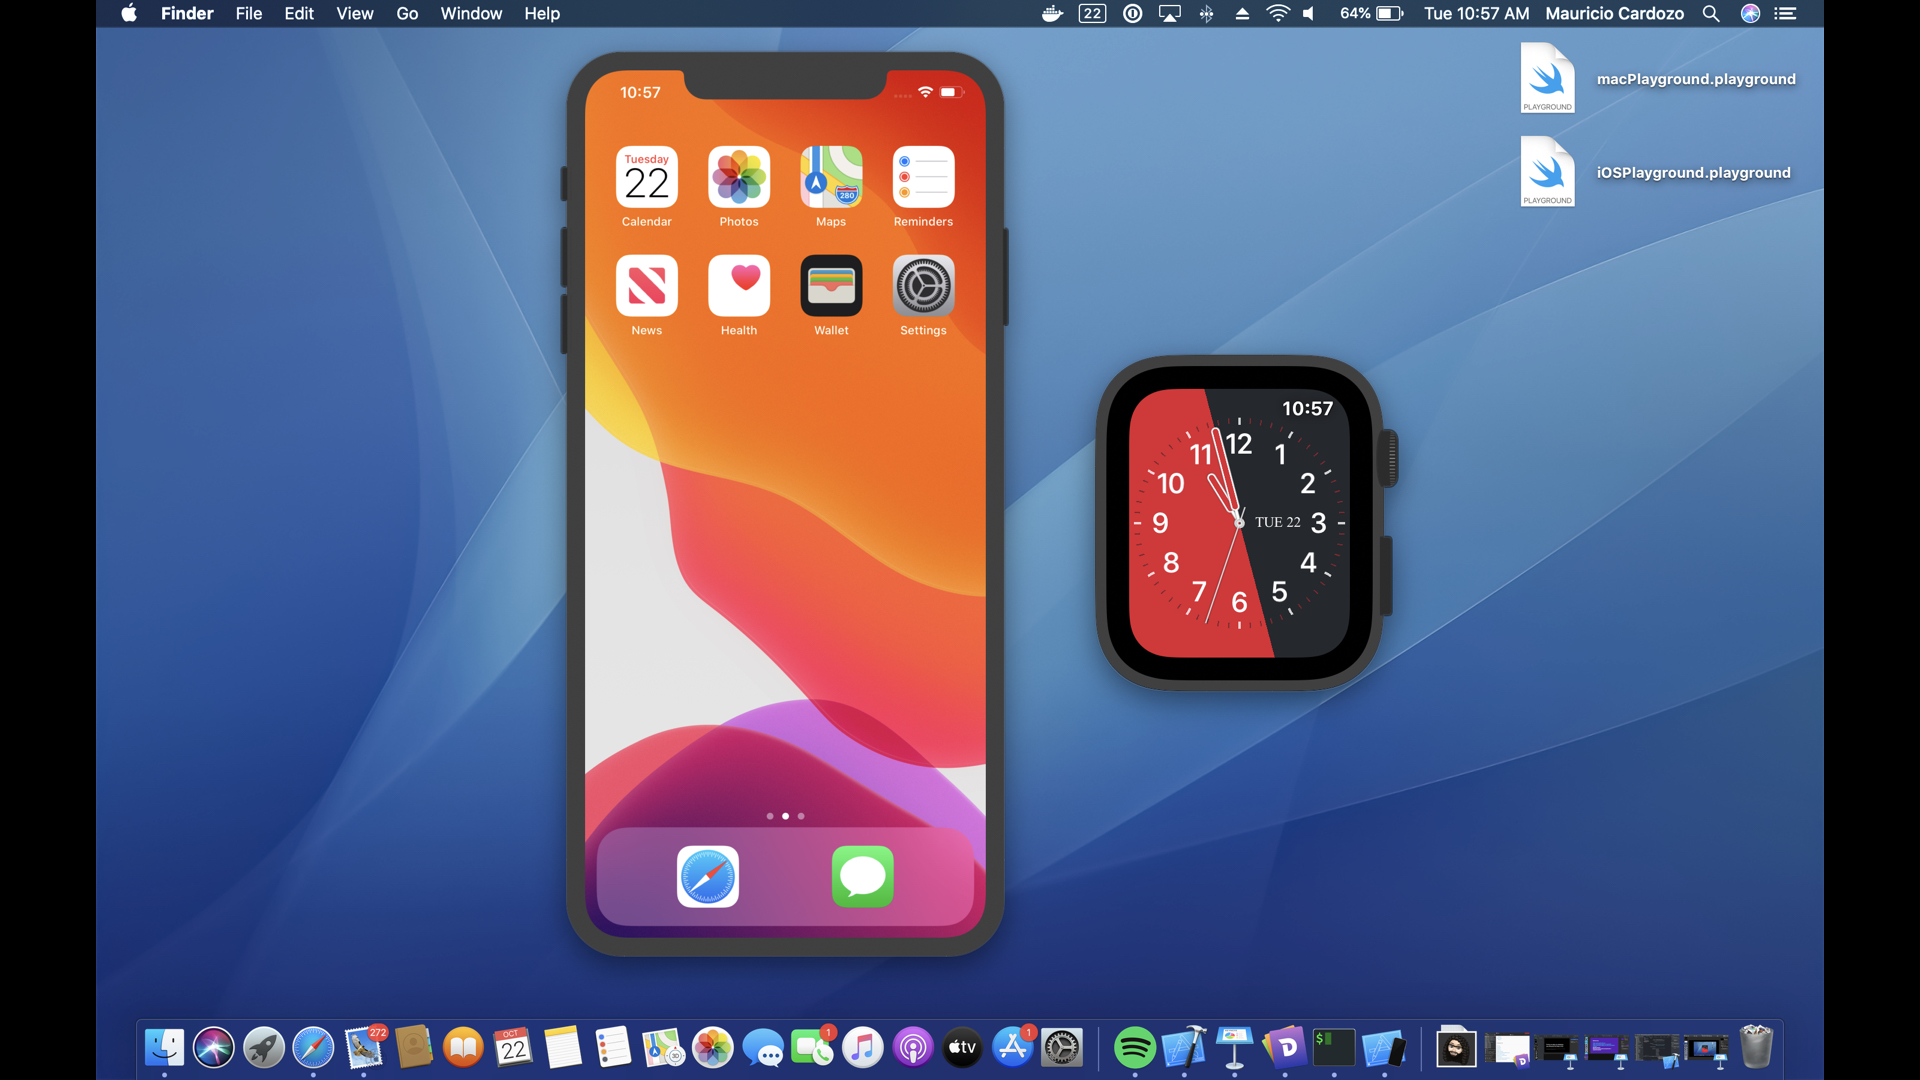 Finder File Edit View Go Window Help 22 64% Tue 10:57 AM Mauricio Cardozo
PLAYGROUND
macPlayground.playground
PLAYGROUND
iOSPlayground.playground
10:57
Tuesday
22
280
Calendar Photos Maps Reminders
News Health Wallet Settings
10:57
12
11
1
10
2
9
TUE 22
3
8
4
7
5
6
272
OCT
22
1
tv
1
$
D